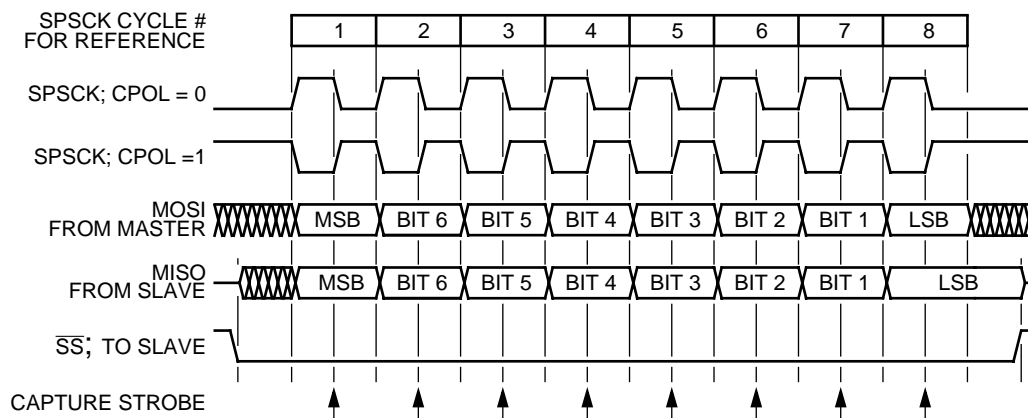 SPSCK CYCLE #
FOR REFERENCE
1 2 3 4 5 6 7 8
SPSCK; CPOL = 0
SPSCK; CPOL =1
MOSI
FROM MASTER
MSB BIT 6 BIT 5 BIT 4 BIT 3 BIT 2 BIT 1 LSB
MISO
FROM SLAVE
MSB BIT 6 BIT 5 BIT 4 BIT 3 BIT 2 BIT 1 LSB
S̅S̅; TO SLAVE
CAPTURE STROBE